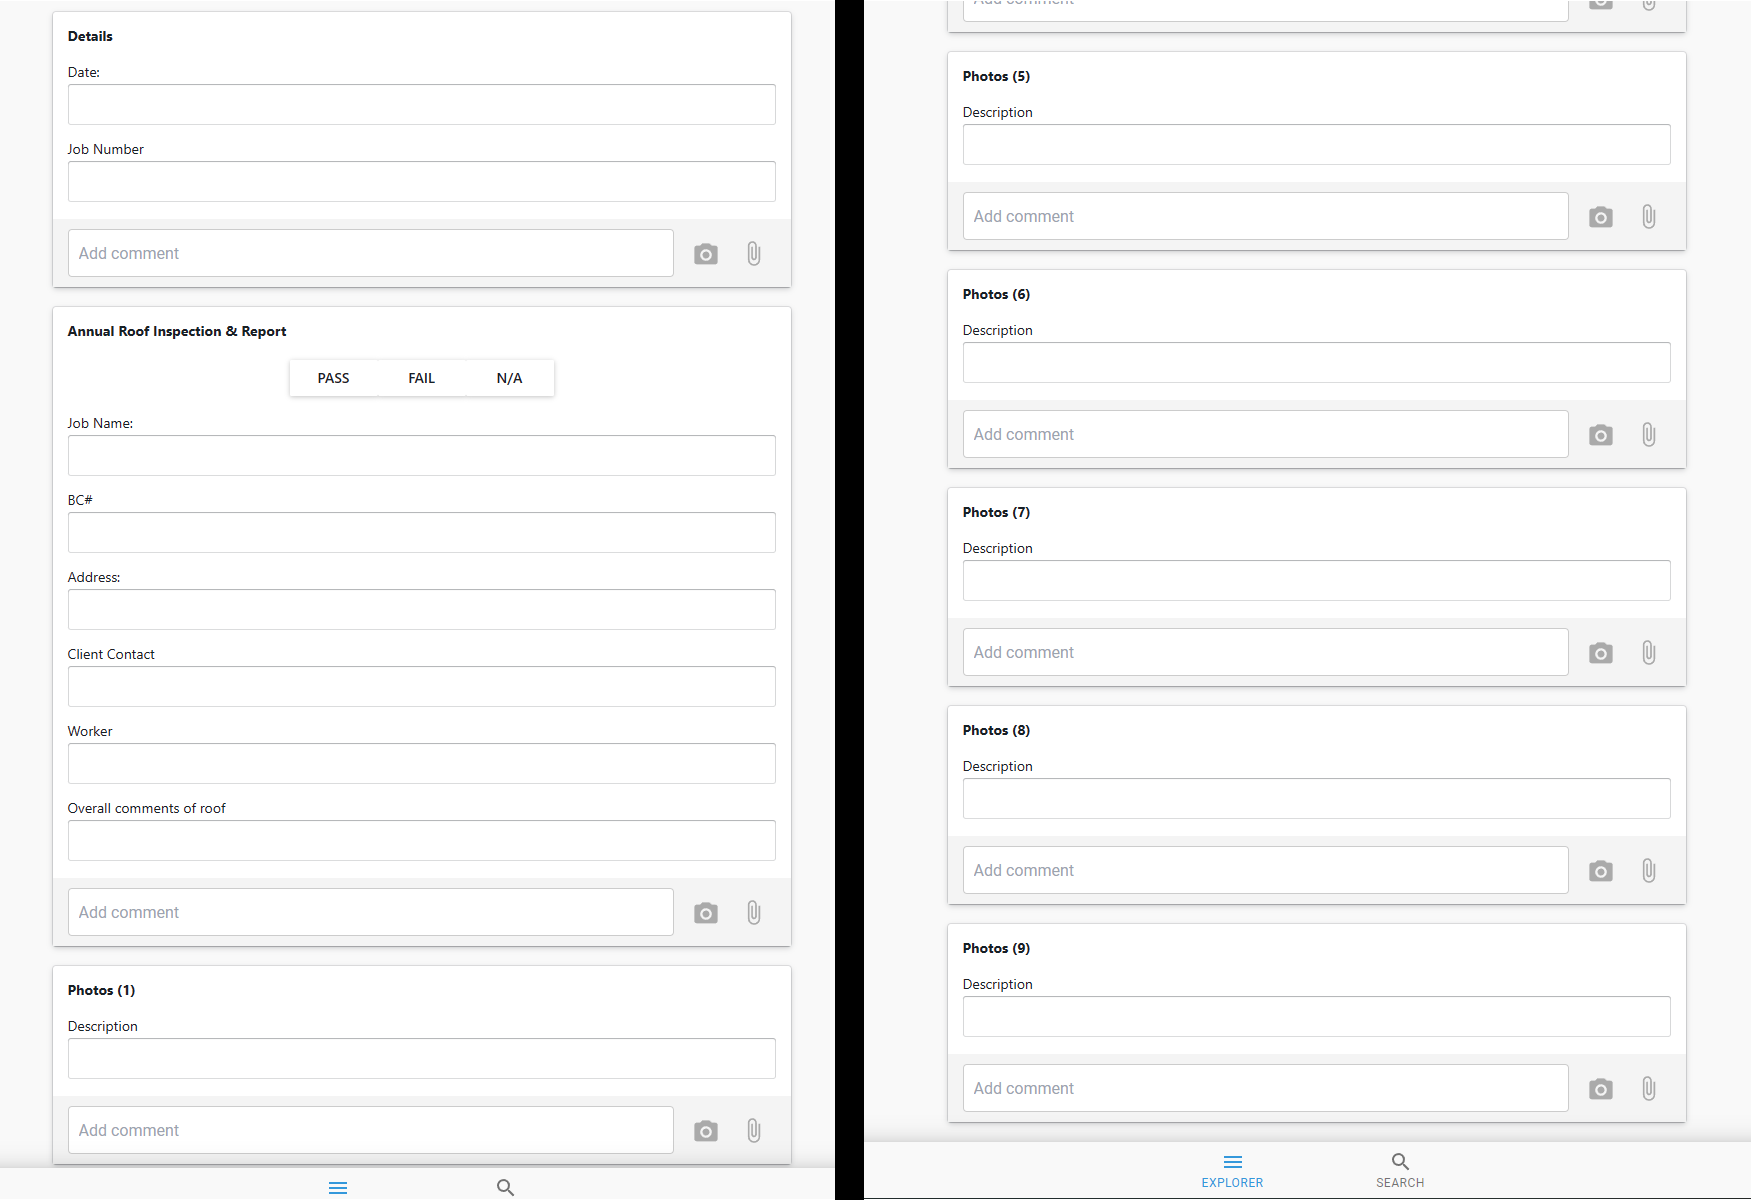 Details
Date:
Job Number
Add comment
Annual Roof Inspection & Report
PASS FAIL N/A
Job Name:
BC#
Address:
Client Contact
Worker
Overall comments of roof
Add comment
Photos (1)
Description
Add comment
Add comment
Photos (5)
Description
Add comment
Photos (6)
Description
Add comment
Photos (7)
Description
Add comment
Photos (8)
Description
Add comment
Photos (9)
Description
Add comment
EXPLORER SEARCH